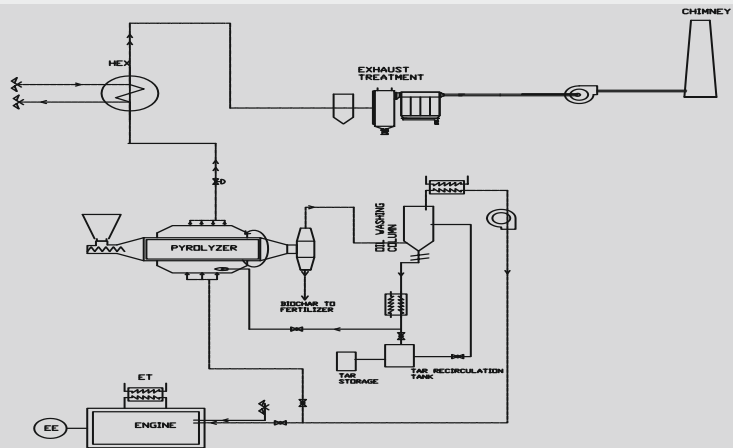 CHIMNEY
HEX
EXHAUST
TREATMENT
OIL WASHING
COLUMN
PYROLYZER
BIOCHAR TO
FERTILIZER
TAR
STORAGE
TAR RECIRCULATION
TANK
ET
EE
ENGINE